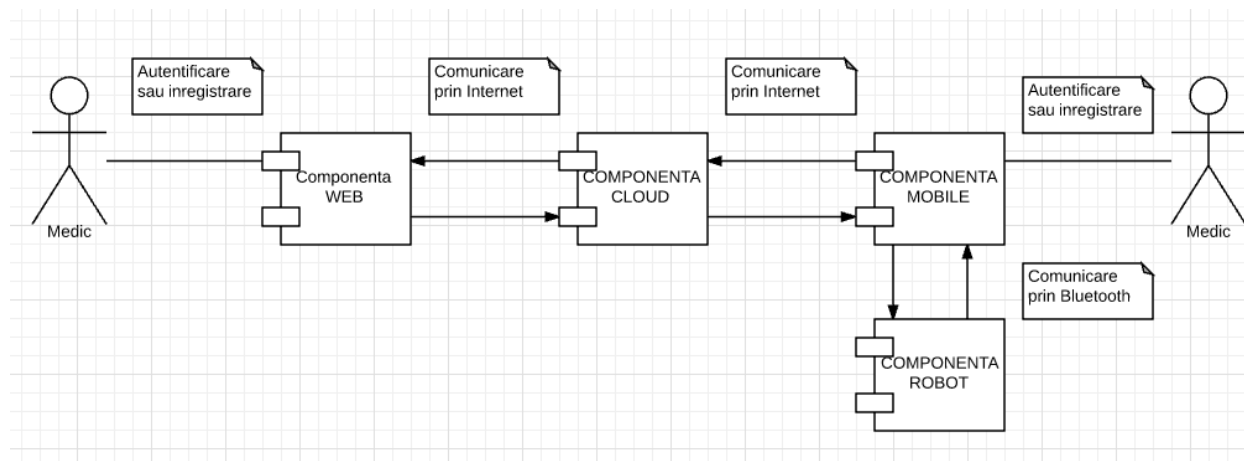 Autentificare
sau inregistrare
Comunicare
prin Internet
Comunicare
prin Internet
Autentificare
sau inregistrare
Medic
Componenta
WEB
COMPONENTA
CLOUD
COMPONENTA
MOBILE
Medic
Comunicare
prin Bluetooth
COMPONENTA
ROBOT